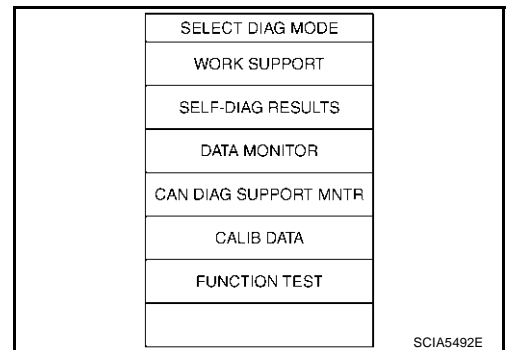 SELECT DIAG MODE
WORK SUPPORT
SELF-DIAG RESULTS
DATA MONITOR
CAN DIAG SUPPORT MNTR
CALIB DATA
FUNCTION TEST
SCIA5492E